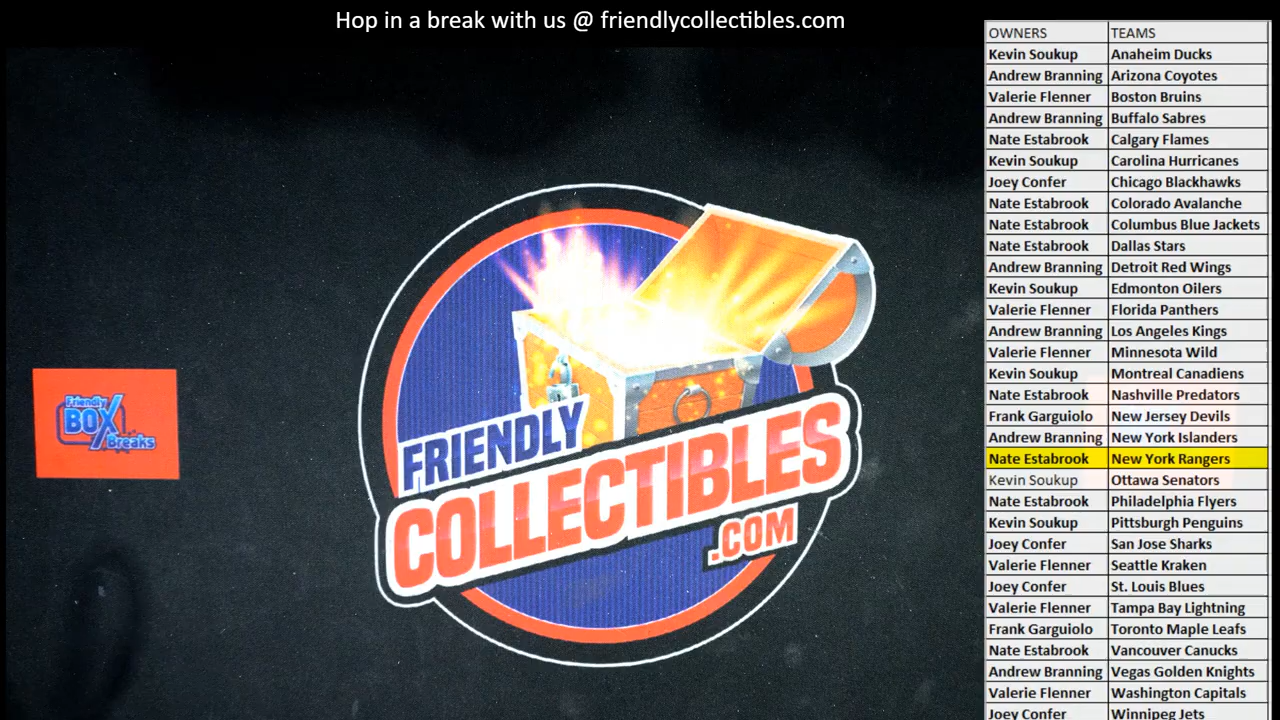 Hop in a break with us @ friendlycollectibles.com
OWNERS TEAMS
Kevin Soukup Anaheim Ducks
Andrew Branning Arizona Coyotes
Valerie Flenner Boston Bruins
Andrew Branning Buffalo Sabres
Nate Estabrook Calgary Flames
Kevin Soukup Carolina Hurricanes
Joey Confer Chicago Blackhawks
Nate Estabrook Colorado Avalanche
Nate Estabrook Columbus Blue Jackets
Nate Estabrook Dallas Stars
Andrew Branning Detroit Red Wings
Kevin Soukup Edmonton Oilers
Valerie Flenner Florida Panthers
Andrew Branning Los Angeles Kings
Valerie Flenner Minnesota Wild
Kevin Soukup Montreal Canadiens
Nate Estabrook Nashville Predators
Frank Garguiolo New Jersey Devils
Andrew Branning New York Islanders
Nate Estabrook New York Rangers
Kevin Soukup Ottawa Senators
Nate Estabrook Philadelphia Flyers
Kevin Soukup Pittsburgh Penguins
Joey Confer San Jose Sharks
Valerie Flenner Seattle Kraken
Joey Confer St. Louis Blues
Valerie Flenner Tampa Bay Lightning
Frank Garguiolo Toronto Maple Leafs
Nate Estabrook Vancouver Canucks
Andrew Branning Vegas Golden Knights
Valerie Flenner Washington Capitals
Joey Confer Winnipeg Jets
Friendly
BOX
Breaks
FRIENDLY
COLLECTIBLES
.COM